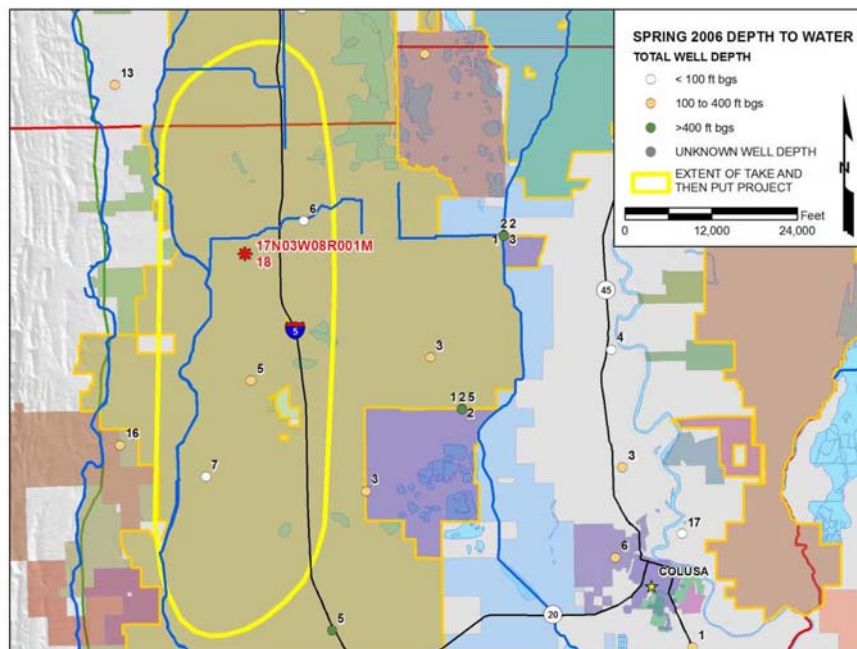 SPRING 2006 DEPTH TO WATER
TOTAL WELL DEPTH
< 100 ft bgs
100 to 400 ft bgs
>400 ft bgs
UNKNOWN WELL DEPTH
EXTENT OF TAKE AND
THEN PUT PROJECT
N
Feet
0 12,000 24,000
13
6
2 2
1 3
17N03W08R001M
18
45
5
4
3
5
1 2 5
2
16
7
3
3
17
6
COLUSA
20
5
1